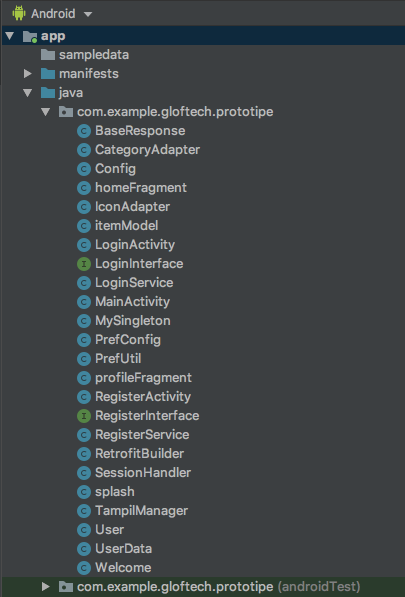 Android
app
sampledata
manifests
java
com.example.gloftech.prototipe
C BaseResponse
C CategoryAdapter
C Config
C homeFragment
C IconAdapter
C itemModel
C LoginActivity
I LoginInterface
C LoginService
C MainActivity
C MySingleton
C PrefConfig
C PrefUtil
C profileFragment
C RegisterActivity
I RegisterInterface
C RegisterService
C RetrofitBuilder
C SessionHandler
C splash
C TampilManager
C User
C UserData
C Welcome
com.example.gloftech.prototipe (androidTest)